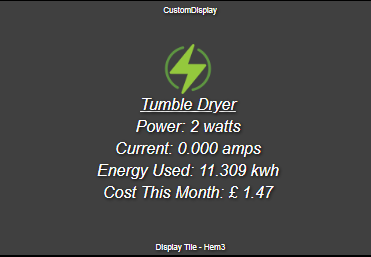 CustomDisplay
Tumble Dryer
Power: 2 watts
Current: 0.000 amps
Energy Used: 11.309 kwh
Cost This Month: £ 1.47
Display Tile - Hem3